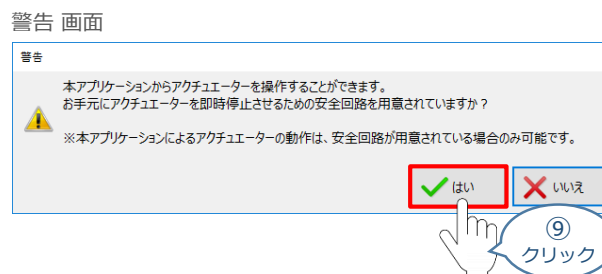 警告 画面
警告
本アプリケーションからアクチュエーターを操作することができます。
お手元にアクチュエーターを即時停止させるための安全回路を用意されていますか？
※本アプリケーションによるアクチュエーターの動作は、安全回路が用意されている場合のみ可能です。
はい
いいえ
⑨
クリック